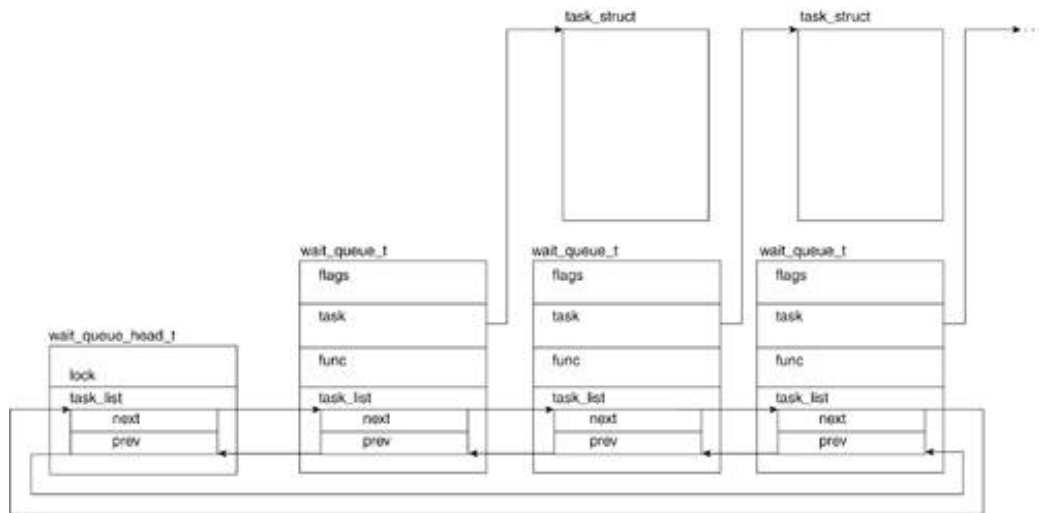 task_struct
task_struct
...
wait_queue_t
wait_queue_t
wait_queue_t
flags
flags
flags
wait_queue_head_t
task
task
task
lock
func
func
func
task_list
task_list
task_list
task_list
next
next
next
next
prev
prev
prev
prev